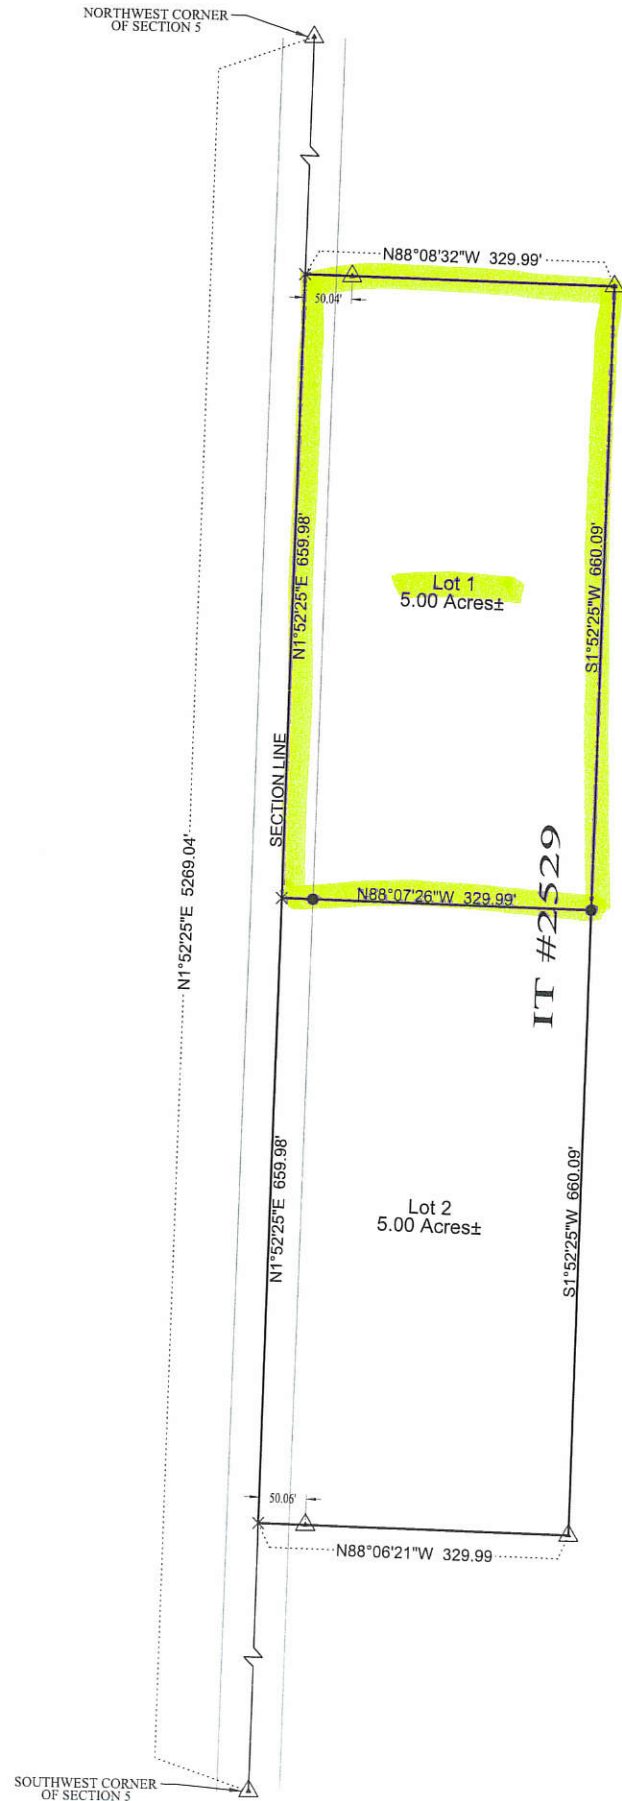 NORTHWEST CORNER
OF SECTION 5
N88°08'32"W 329.99'
50.04'
N1°52'25"E 659.98'
S1°52'25"W 660.09'
Lot 1
5.00 Acres±
SECTION LINE
N1°52'25"E 5269.04'
N88°07'26"W 329.99'
IT #2529
N1°52'25"E 659.98'
S1°52'25"W 660.09'
Lot 2
5.00 Acres±
50.06'
N88°06'21"W 329.99
SOUTHWEST CORNER
OF SECTION 5